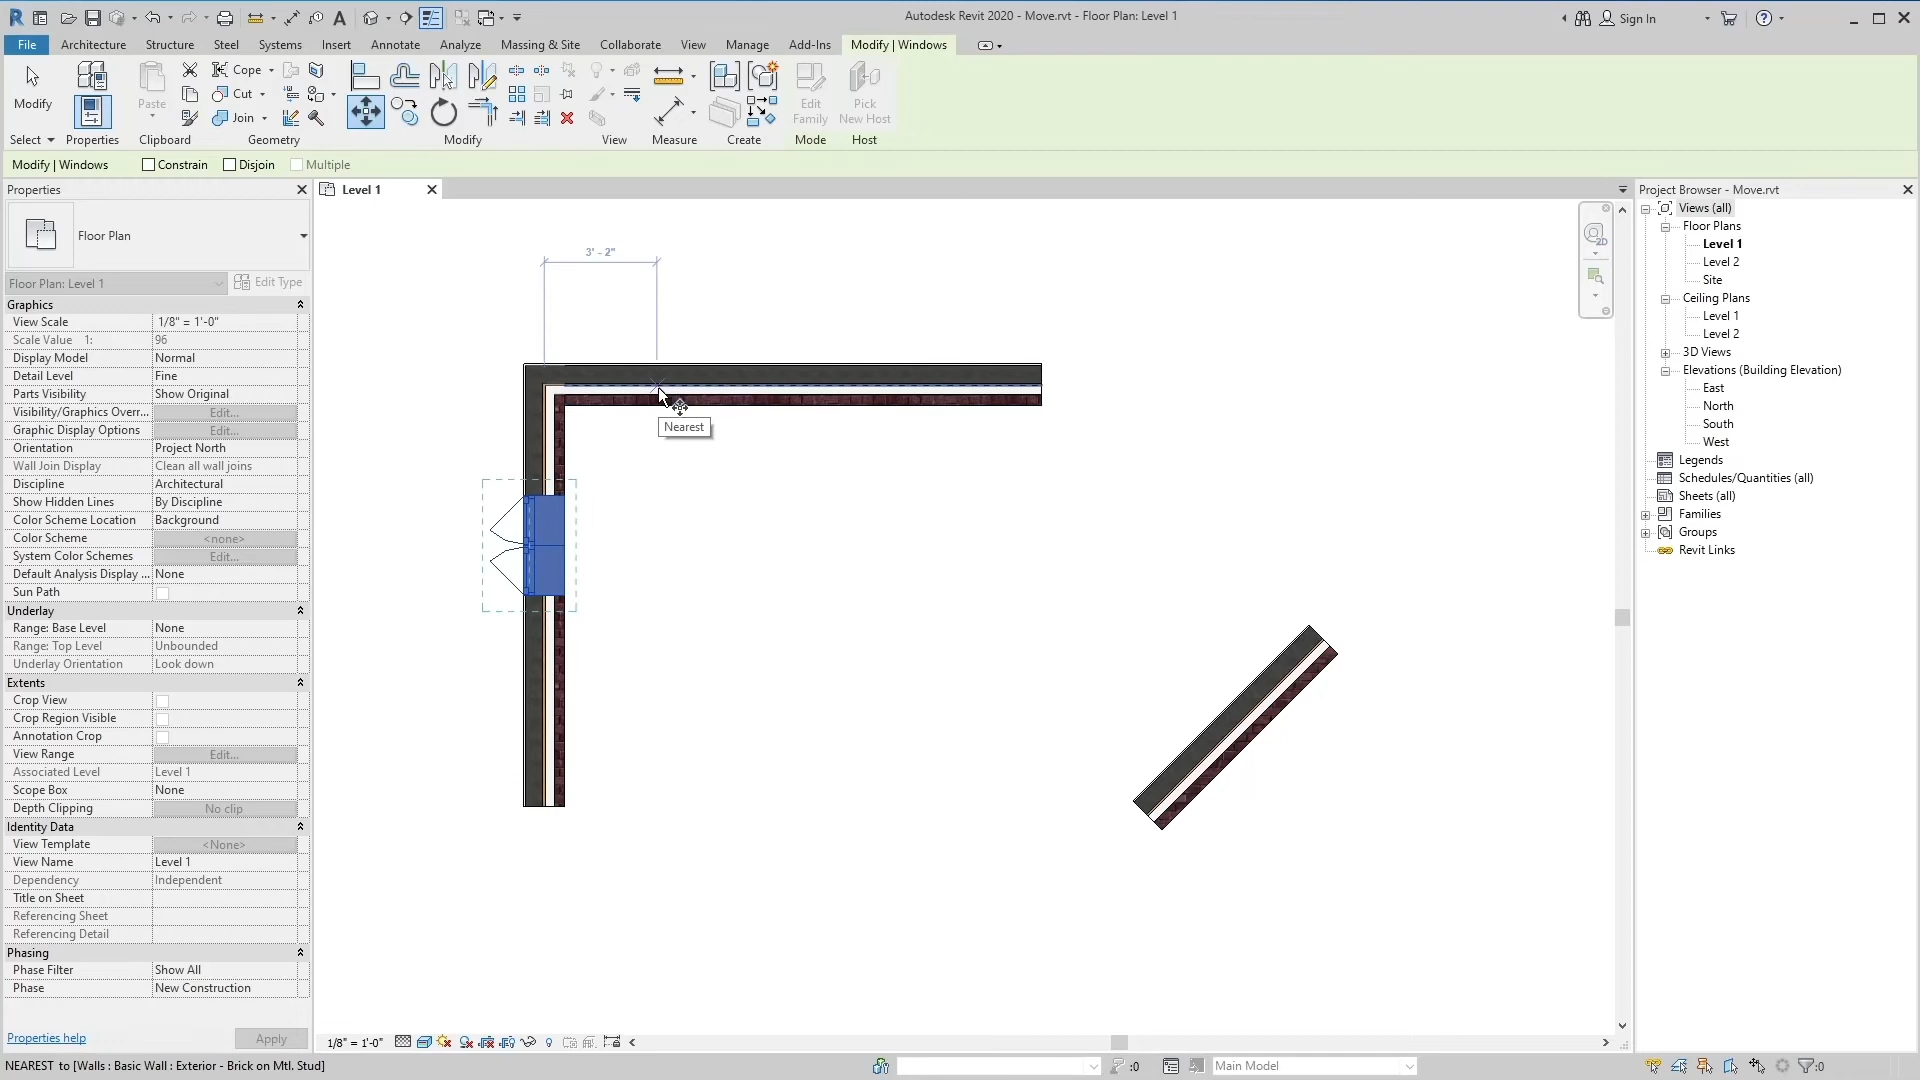 Autodesk Revit 2020 - Move.rvt - Floor Plan: Level 1
Sign In
File Architecture Structure Steel Systems Insert Annotate Analyze Massing & Site Collaborate View Manage Add-Ins Modify | Windows
Modify
Paste
Cope
Cut
Join
Edit Family
Pick New Host
Select Properties Clipboard Geometry Modify View Measure Create Mode Host
Modify | Windows Constrain Disjoin Multiple
Properties
Floor Plan
Floor Plan: Level 1 Edit Type
Graphics
View Scale 1/8" = 1'-0"
Scale Value 1: 96
Display Model Normal
Detail Level Fine
Parts Visibility Show Original
Visibility/Graphics Overr... Edit...
Graphic Display Options Edit...
Orientation Project North
Wall Join Display Clean all wall joins
Discipline Architectural
Show Hidden Lines By Discipline
Color Scheme Location Background
Color Scheme <none>
System Color Schemes Edit...
Default Analysis Display ... None
Sun Path
Underlay
Range: Base Level None
Range: Top Level Unbounded
Underlay Orientation Look down
Extents
Crop View
Crop Region Visible
Annotation Crop
View Range Edit...
Associated Level Level 1
Scope Box None
Depth Clipping No clip
Identity Data
View Template <None>
View Name Level 1
Dependency Independent
Title on Sheet
Referencing Sheet
Referencing Detail
Phasing
Phase Filter Show All
Phase New Construction
Properties help Apply
Level 1
3' - 2"
Nearest
2D
1/8" = 1'-0"
Project Browser - Move.rvt
Views (all)
Floor Plans
Level 1
Level 2
Site
Ceiling Plans
Level 1
Level 2
3D Views
Elevations (Building Elevation)
East
North
South
West
Legends
Schedules/Quantities (all)
Sheets (all)
Families
Groups
Revit Links
NEAREST to [Walls : Basic Wall : Exterior - Brick on Mtl. Stud]
:0
Main Model
:0